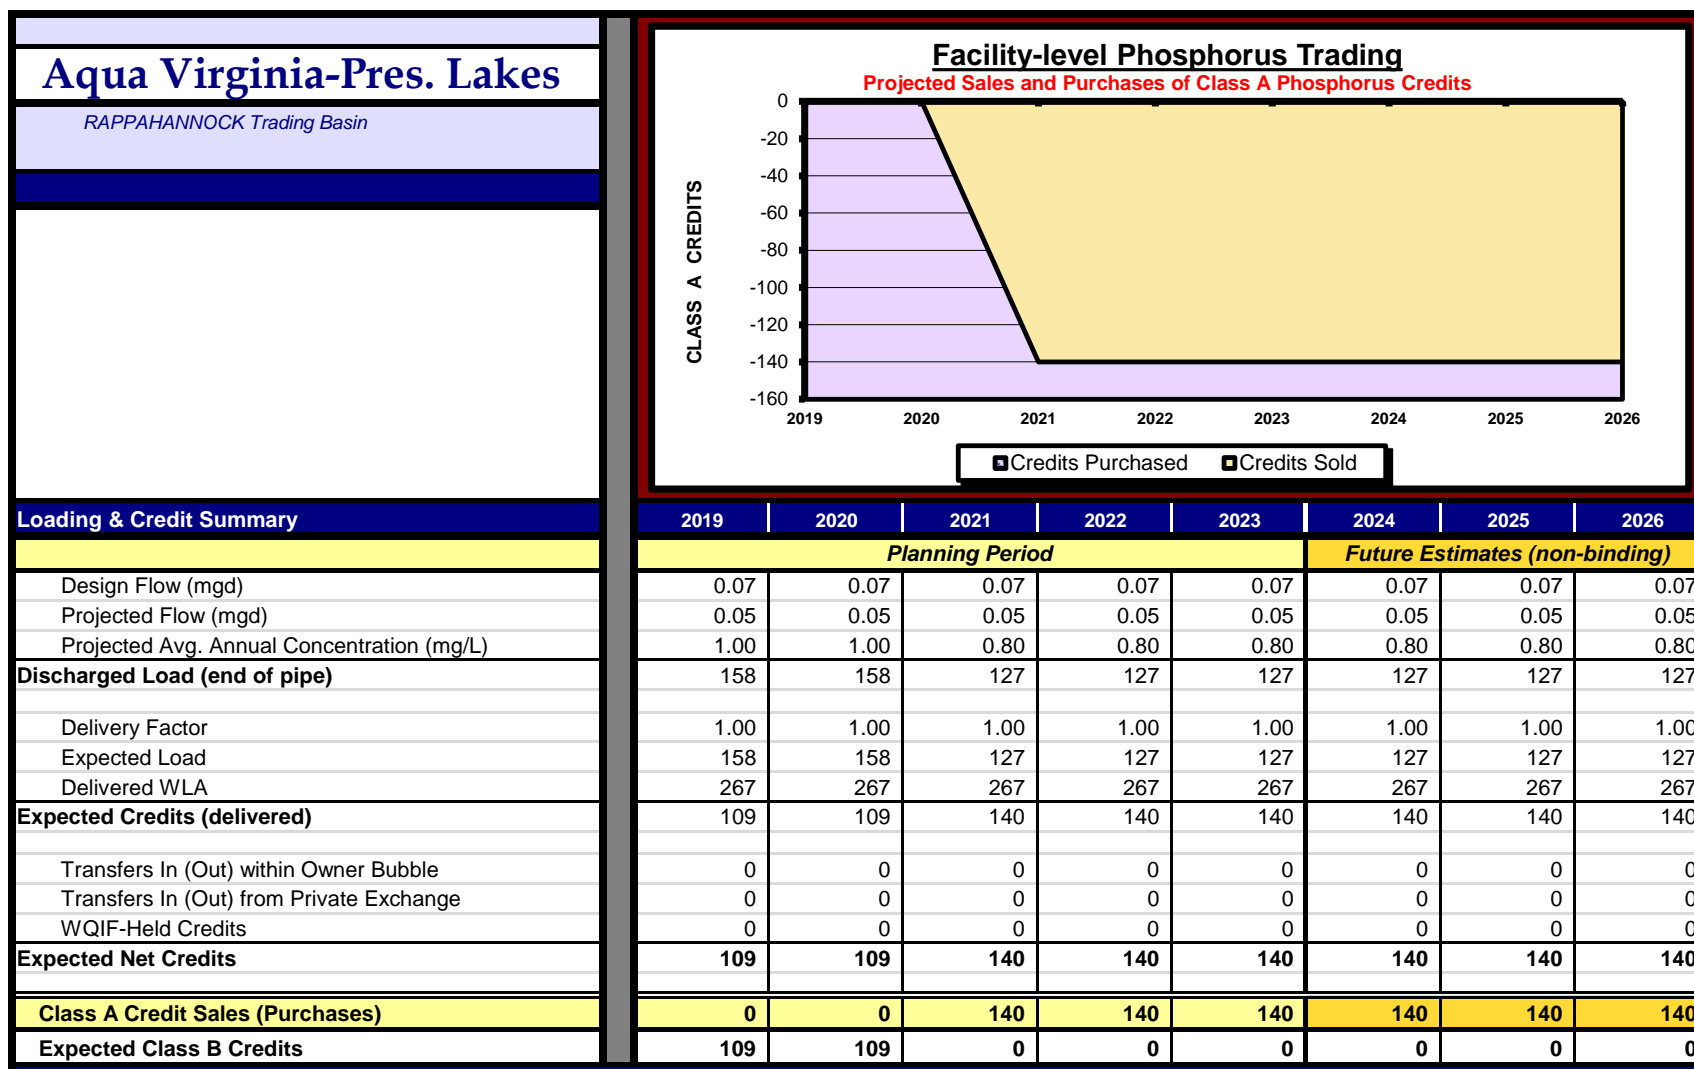 Aqua Virginia-Pres. Lakes
RAPPAHANNOCK Trading Basin
Facility-level Phosphorus Trading
Projected Sales and Purchases of Class A Phosphorus Credits
CLASS A CREDITS
0
-20
-40
-60
-80
-100
-120
-140
-160
2019 2020 2021 2022 2023 2024 2025 2026
Credits Purchased Credits Sold
Loading & Credit Summary 2019 2020 2021 2022 2023 2024 2025 2026
Planning Period Future Estimates (non-binding)
Design Flow (mgd) 0.07 0.07 0.07 0.07 0.07 0.07 0.07 0.07
Projected Flow (mgd) 0.05 0.05 0.05 0.05 0.05 0.05 0.05 0.05
Projected Avg. Annual Concentration (mg/L) 1.00 1.00 0.80 0.80 0.80 0.80 0.80 0.80
Discharged Load (end of pipe) 158 158 127 127 127 127 127 127
Delivery Factor 1.00 1.00 1.00 1.00 1.00 1.00 1.00 1.00
Expected Load 158 158 127 127 127 127 127 127
Delivered WLA 267 267 267 267 267 267 267 267
Expected Credits (delivered) 109 109 140 140 140 140 140 140
Transfers In (Out) within Owner Bubble 0 0 0 0 0 0 0 0
Transfers In (Out) from Private Exchange 0 0 0 0 0 0 0 0
WQIF-Held Credits 0 0 0 0 0 0 0 0
Expected Net Credits 109 109 140 140 140 140 140 140
Class A Credit Sales (Purchases) 0 0 140 140 140 140 140 140
Expected Class B Credits 109 109 0 0 0 0 0 0